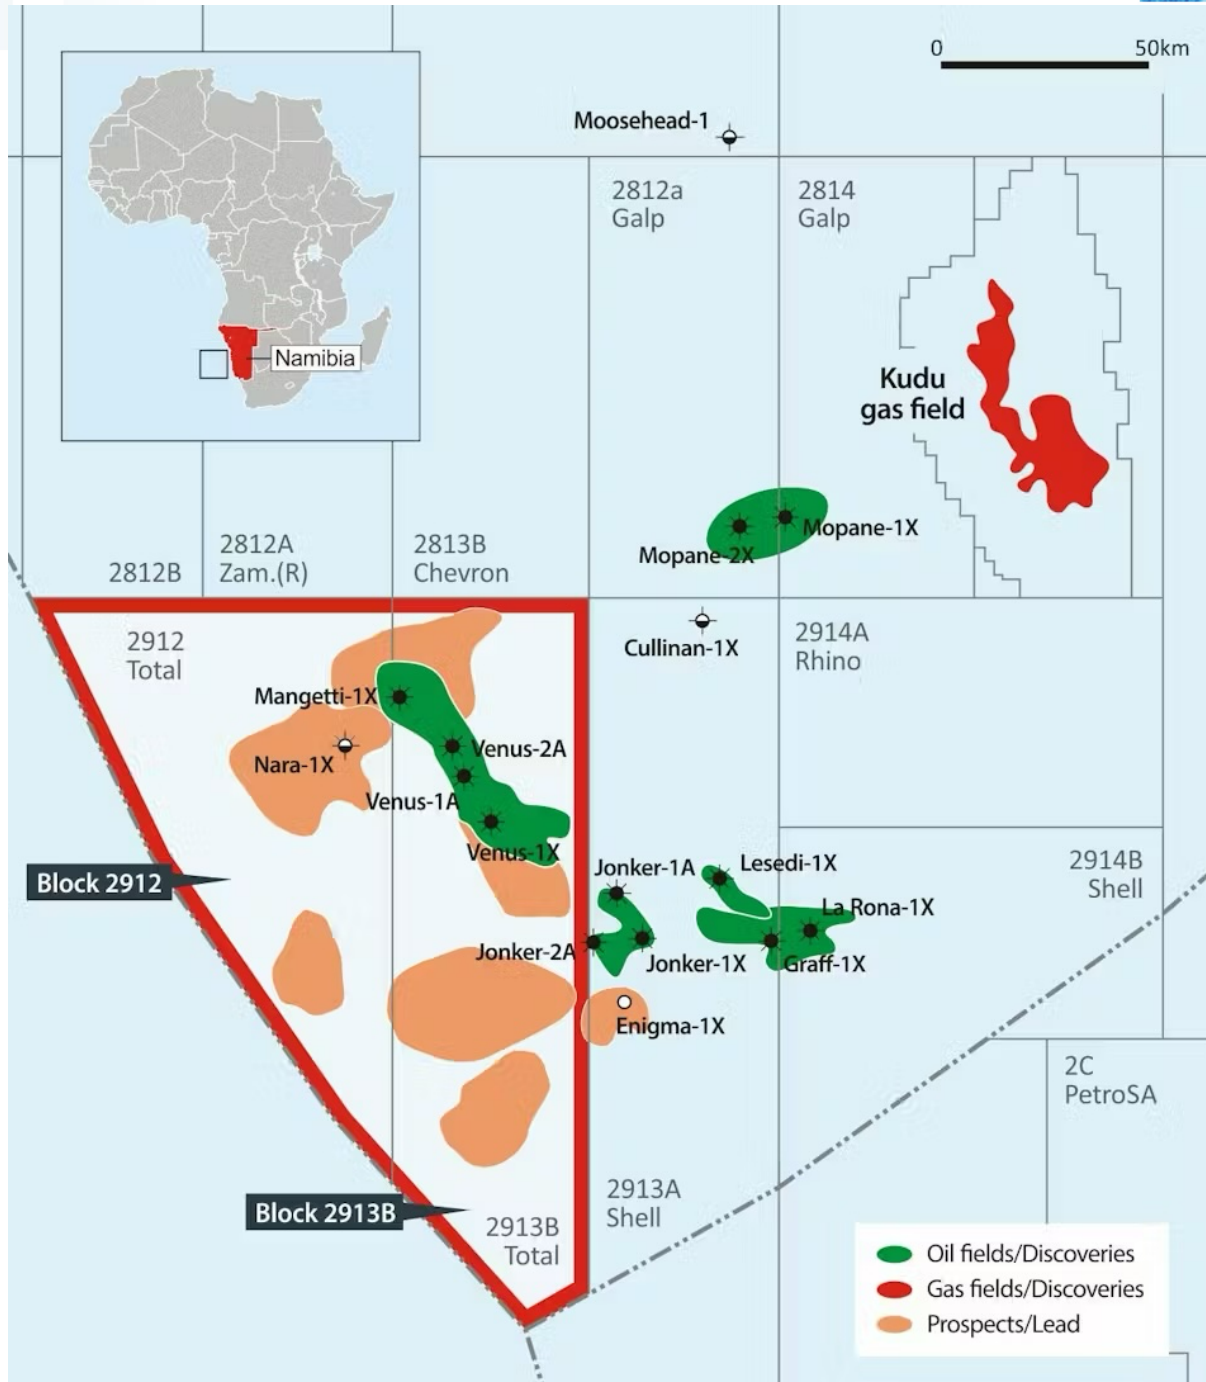 0
50km
Moosehead-1
2812a
Galp
2814
Galp
Namibia
Kudu
gas field
Mopane-1X
Mopane-2X
2812B
2812A
Zam.(R)
2813B
Chevron
2912
Total
Cullinan-1X
2914A
Rhino
Mangetti-1X
Venus-2A
Nara-1X
Venus-1A
Venus-1X
Block 2912
Jonker-1A
Lesedi-1X
2914B
Shell
La Rona-1X
Jonker-2A
Jonker-1X
Graff-1X
Enigma-1X
2C
PetroSA
Block 2913B
2913B
Total
2913A
Shell
Oil fields/Discoveries
Gas fields/Discoveries
Prospects/Lead